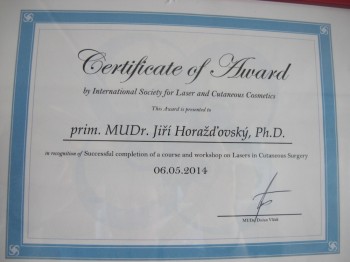 Certificate of Award
by International Society for Laser and Cutaneous Cosmetics
This Award is presented to
prim. MUDr. Jiří Horažďovský, Ph.D.
in recognition of Successful completion of a course and workshop on Lasers in Cutaneous Surgery
06.05.2014
MUDr.